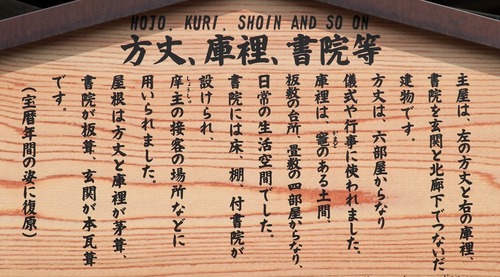 HOJO, KURI, SHOIN AND SO ON
方丈、庫裡、書院等
主屋は、左の方丈と右の庫裡、
書院を玄関と北廊下でつないだ
建物です。
方丈は、六部屋からなり
儀式や行事に使われました。
庫裡は、竈のある土間、
板敷の台所、畳敷の四部屋からなり、
日常の生活空間でした。
書院には床、棚、付書院が
設けられ、
庠主の接客の場所などに
用いられました。
屋根は方丈と庫裡が茅葺、
書院が板葺、玄関が本瓦葺
です。
(宝暦年間の姿に復原)